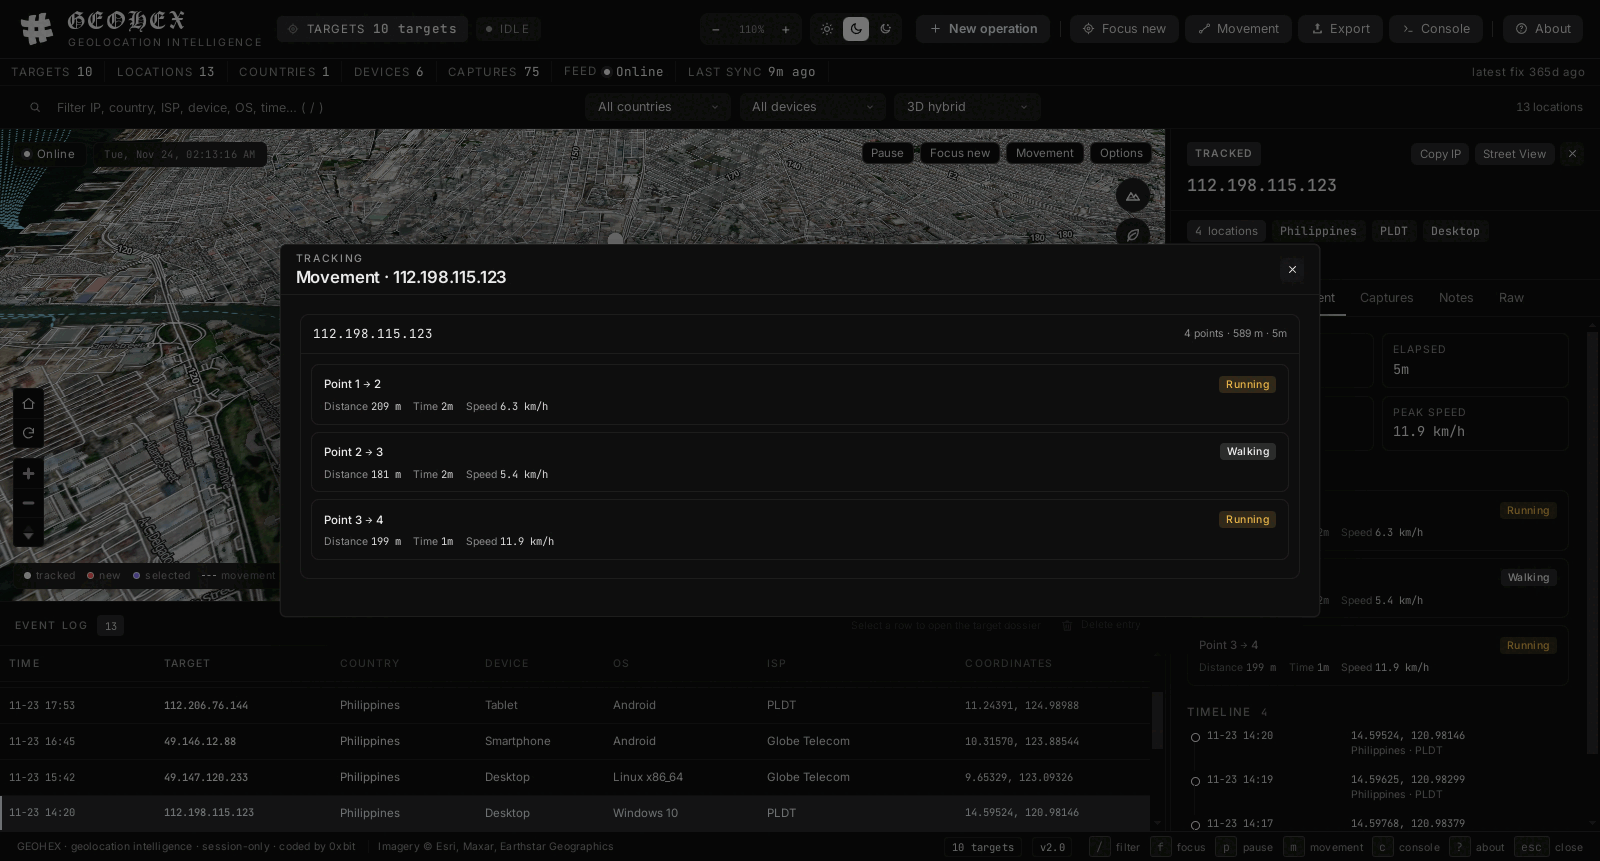 GEOHEX
GEOLOCATION INTELLIGENCE
TARGETS 10 targets
IDLE
− 110% +
New operation
Focus new
Movement
Export
Console
About
TARGETS 10
LOCATIONS 13
COUNTRIES 1
DEVICES 6
CAPTURES 75
FEED Online
LAST SYNC 9m ago
latest fix 365d ago
Filter IP, country, ISP, device, OS, time... ( / )
All countries
All devices
3D hybrid
13 locations
Online
Tue, Nov 24, 02:13:16 AM
Pause
Focus new
Movement
Options
TRACKED
Copy IP
Street View
112.198.115.123
4 locations
Philippines
PLDT
Desktop
TRACKING
Movement · 112.198.115.123
112.198.115.123
4 points · 589 m · 5m
Point 1 → 2
Running
Distance 209 m Time 2m Speed 6.3 km/h
Point 2 → 3
Walking
Distance 181 m Time 2m Speed 5.4 km/h
Point 3 → 4
Running
Distance 199 m Time 1m Speed 11.9 km/h
Captures
Notes
Raw
ELAPSED
5m
PEAK SPEED
11.9 km/h
Running
Speed 6.3 km/h
Walking
Speed 5.4 km/h
Point 3 → 4
Running
Distance 199 m Time 1m Speed 11.9 km/h
TIMELINE 4
11-23 14:20 14.59524, 120.98146
Philippines · PLDT
11-23 14:19 14.59625, 120.98299
Philippines · PLDT
11-23 14:17 14.59768, 120.98379
tracked
new
selected
--- movement
EVENT LOG 13
Select a row to open the target dossier
Delete entry
TIME TARGET COUNTRY DEVICE OS ISP COORDINATES
11-23 17:53 112.206.76.144 Philippines Tablet Android PLDT 11.24391, 124.98988
11-23 16:45 49.146.12.88 Philippines Smartphone Android Globe Telecom 10.31570, 123.88544
11-23 15:42 49.147.120.233 Philippines Desktop Linux x86_64 Globe Telecom 9.65329, 123.09326
11-23 14:20 112.198.115.123 Philippines Desktop Windows 10 PLDT 14.59524, 120.98146
GEOHEX · geolocation intelligence · session-only · coded by 0xbit
Imagery © Esri, Maxar, Earthstar Geographics
10 targets
v2.0
/ filter
f focus
p pause
m movement
c console
? about
esc close